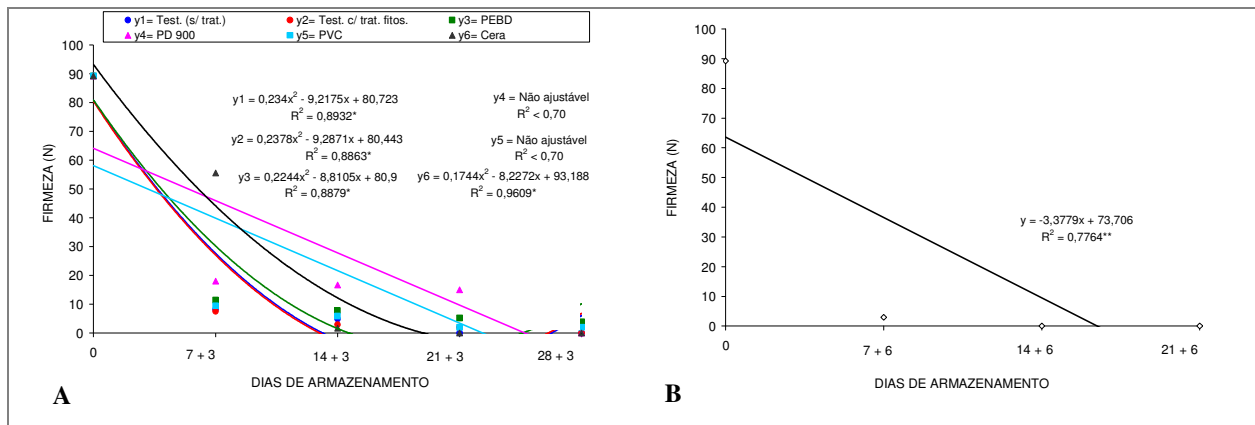 y1= Test. (s/ trat.) y2= Test. c/ trat. fitos. y3= PEBD
y4= PD 900 y5= PVC y6= Cera
FIRMEZA (N)
100
90
80
70
60
50
40
30
20
10
0
y1 = 0,234x² - 9,2175x + 80,723
R² = 0,8932*
y2 = 0,2378x² - 9,2871x + 80,443
R² = 0,8863*
y3 = 0,2244x² - 8,8105x + 80,9
R² = 0,8879*
y4 = Não ajustável
R² < 0,70
y5 = Não ajustável
R² < 0,70
y6 = 0,1744x² - 8,2272x + 93,188
R² = 0,9609*
0 7 + 3 14 + 3 21 + 3 28 + 3
DIAS DE ARMAZENAMENTO
A
FIRMEZA (N)
100
90
80
70
60
50
40
30
20
10
0
y = -3,3779x + 73,706
R² = 0,7764**
0 7 + 6 14 + 6 21 + 6
DIAS DE ARMAZENAMENTO
B